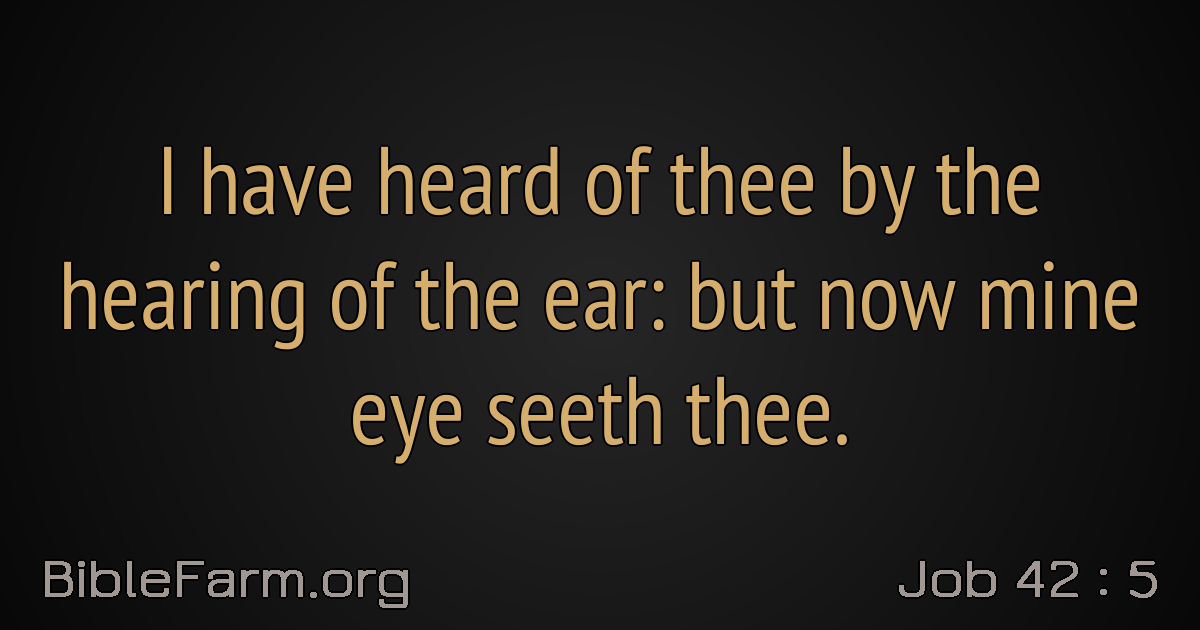 I have heard of thee by the
hearing of the ear: but now mine
eye seeth thee.
BibleFarm.org
Job 42 : 5